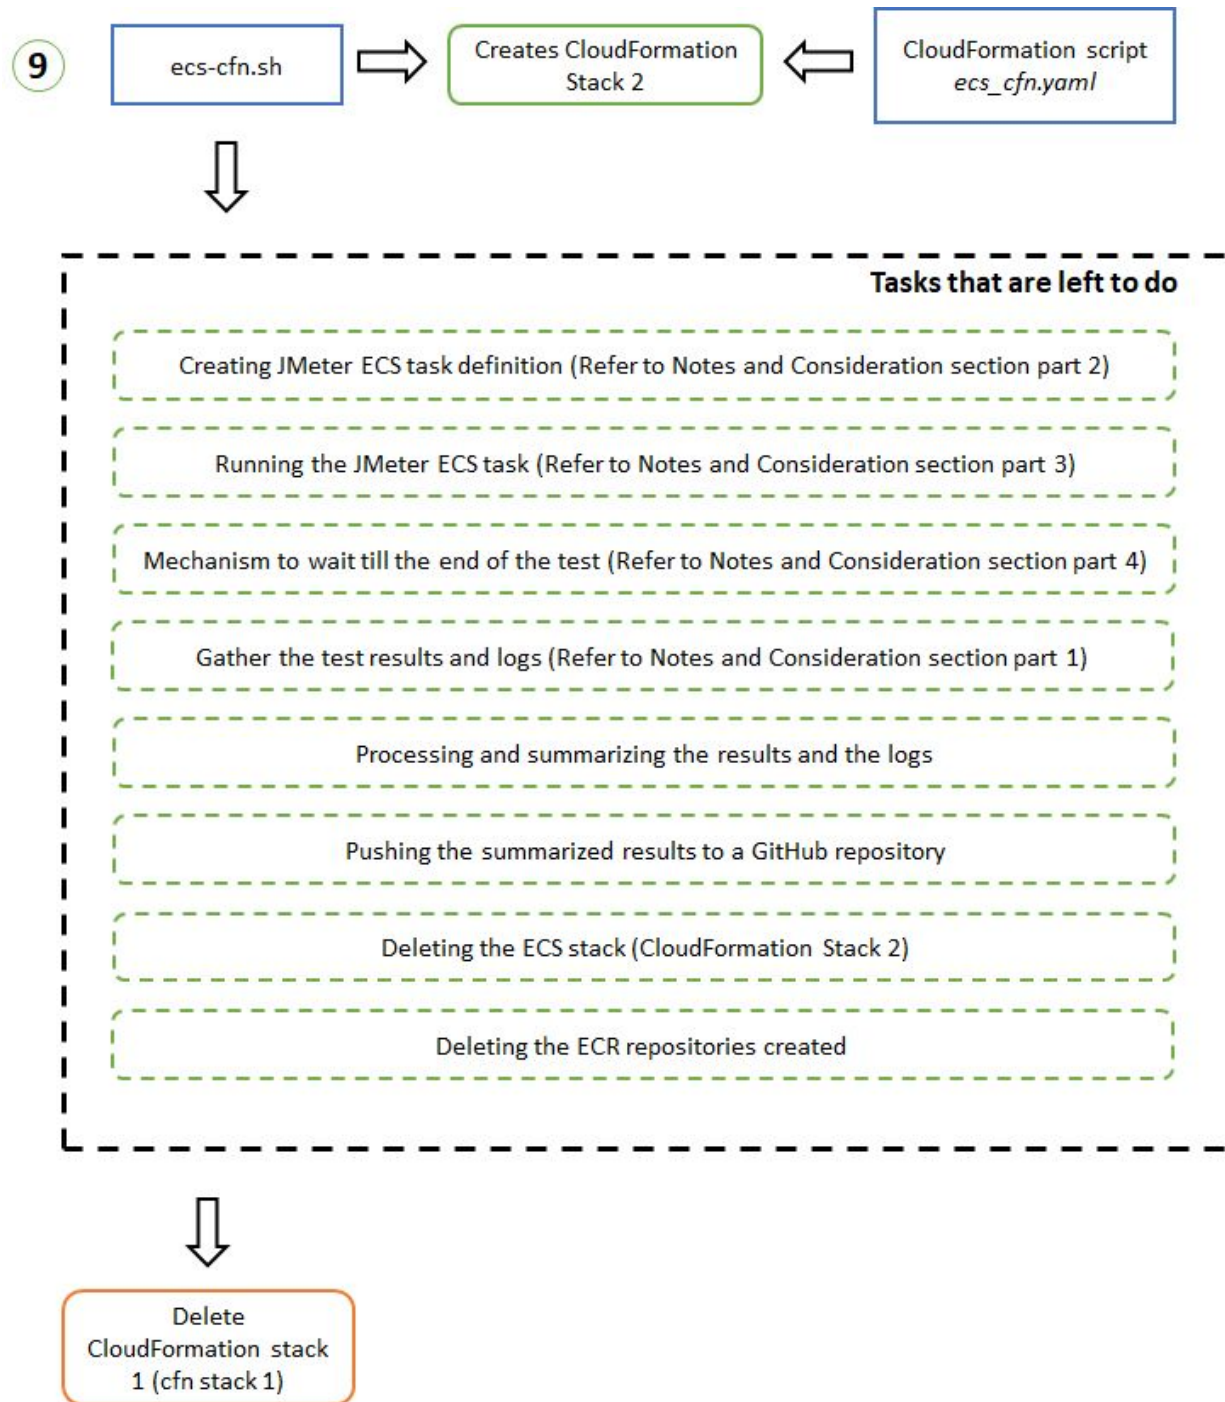 9
ecs-cfn.sh
Creates CloudFormation
Stack 2
CloudFormation script
ecs_cfn.yaml
Tasks that are left to do
Creating JMeter ECS task definition (Refer to Notes and Consideration section part 2)
Running the JMeter ECS task (Refer to Notes and Consideration section part 3)
Mechanism to wait till the end of the test (Refer to Notes and Consideration section part 4)
Gather the test results and logs (Refer to Notes and Consideration section part 1)
Processing and summarizing the results and the logs
Pushing the summarized results to a GitHub repository
Deleting the ECS stack (CloudFormation Stack 2)
Deleting the ECR repositories created
Delete
CloudFormation stack
1 (cfn stack 1)